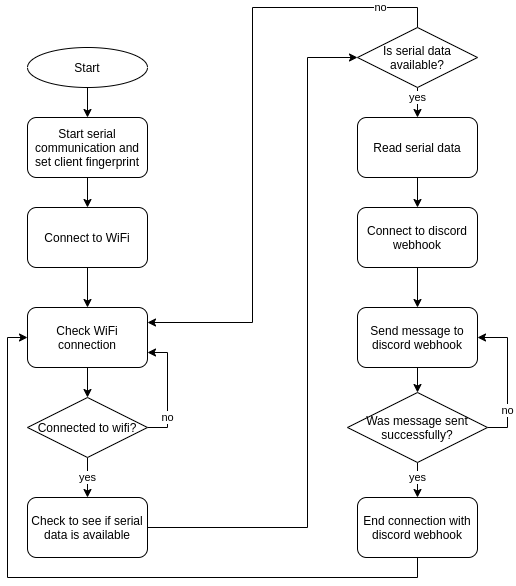 Start
Start serial
communication and
set client fingerprint
Connect to WiFi
Check WiFi
connection
Connected to wifi?
no
yes
Check to see if serial
data is available
no
Is serial data
available?
yes
Read serial data
Connect to discord
webhook
Send message to
discord webhook
Was message sent
successfully?
no
yes
End connection with
discord webhook